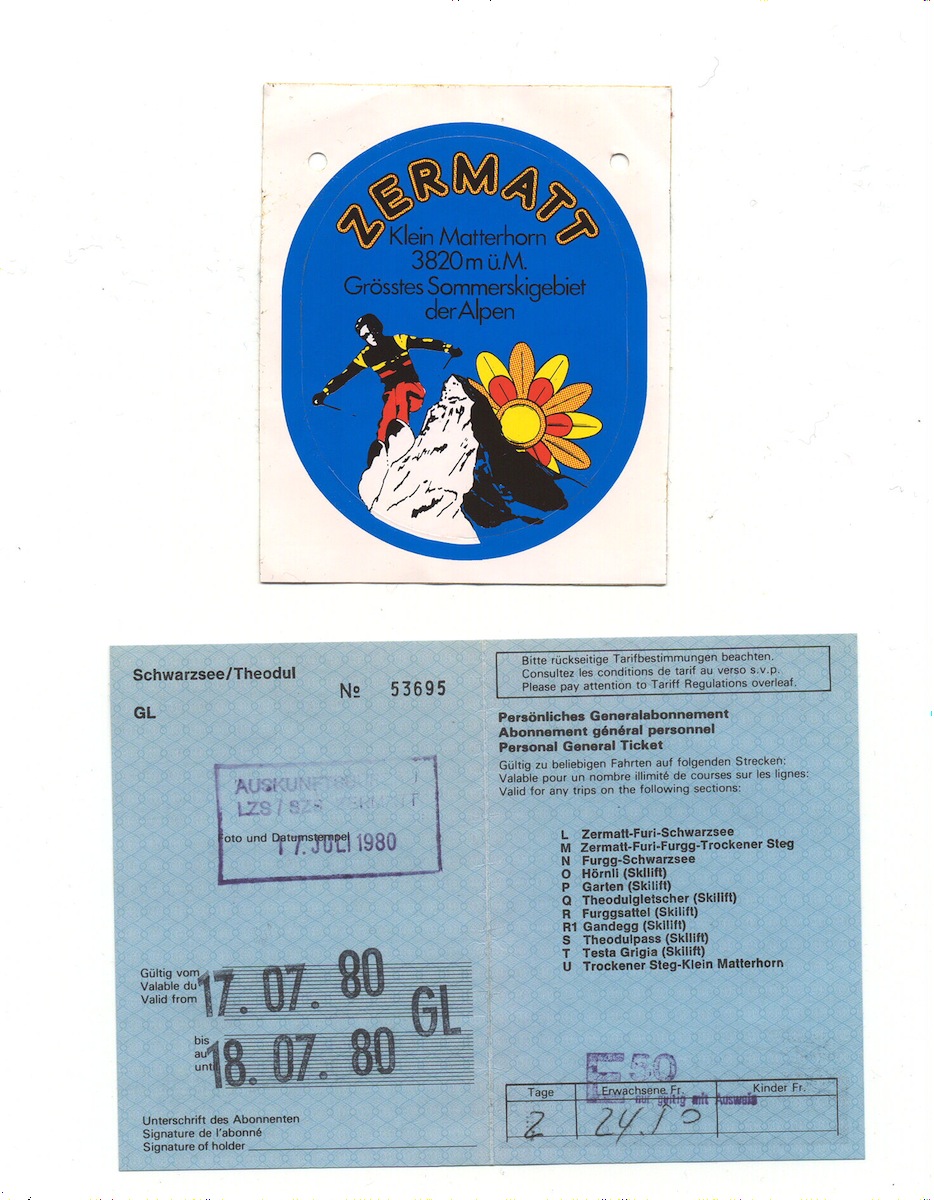 ZERMATT
Klein Matterhorn
3820 m ü.M.
Grösstes Sommerskigebiet
der Alpen
Schwarzsee/Theodul
№ 53695
GL
LZS / SZS ZERMATT
Foto und Datumstempel
17. JULI 1980
Gültig vom
Valable du
Valid from
17. 07. 80
GL
bis
au
until
18. 07. 80
Unterschrift des Abonnenten
Signature de l'abonné
Signature of holder
Bitte rückseitige Tarifbestimmungen beachten.
Consultez les conditions de tarif au verso s.v.p.
Please pay attention to Tariff Regulations overleaf.
Persönliches Generalabonnement
Abonnement général personnel
Personal General Ticket
Gültig zu beliebigen Fahrten auf folgenden Strecken:
Valable pour un nombre illimité de courses sur les lignes:
Valid for any trips on the following sections:
L Zermatt-Furi-Schwarzsee
M Zermatt-Furi-Furgg-Trockener Steg
N Furgg-Schwarzsee
O Hörnli (Skilift)
P Garten (Skilift)
Q Theodulgletscher (Skilift)
R Furggsattel (Skilift)
R1 Gandegg (Skilift)
S Theodulpass (Skilift)
T Testa Grigia (Skilift)
U Trockener Steg-Klein Matterhorn
E 50
nur gültig mit Ausweis
Tage Erwachsene Fr. Kinder Fr.
2